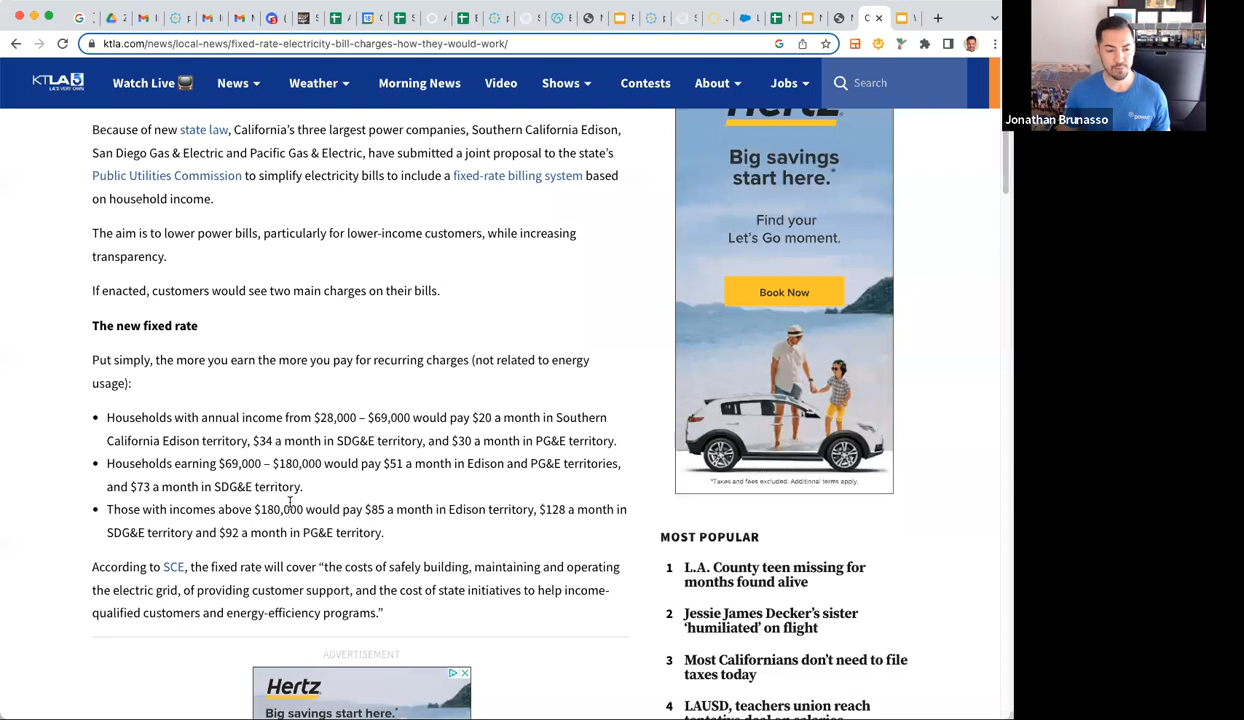 ktla.com/news/local-news/fixed-rate-electricity-bill-charges-how-they-would-work/
KTLA 5
LA'S VERY OWN
Watch Live
News
Weather
Morning News
Video
Shows
Contests
About
Jobs
Search
Jonathan Brunasso
Because of new state law, California's three largest power companies, Southern California Edison,
San Diego Gas & Electric and Pacific Gas & Electric, have submitted a joint proposal to the state's
Public Utilities Commission to simplify electricity bills to include a fixed-rate billing system based
on household income.
The aim is to lower power bills, particularly for lower-income customers, while increasing
transparency.
If enacted, customers would see two main charges on their bills.
The new fixed rate
Put simply, the more you earn the more you pay for recurring charges (not related to energy
usage):
• Households with annual income from $28,000 – $69,000 would pay $20 a month in Southern
California Edison territory, $34 a month in SDG&E territory, and $30 a month in PG&E territory.
• Households earning $69,000 – $180,000 would pay $51 a month in Edison and PG&E territories,
and $73 a month in SDG&E territory.
• Those with incomes above $180,000 would pay $85 a month in Edison territory, $128 a month in
SDG&E territory and $92 a month in PG&E territory.
According to SCE, the fixed rate will cover “the costs of safely building, maintaining and operating
the electric grid, of providing customer support, and the cost of state initiatives to help income-
qualified customers and energy-efficiency programs.”
ADVERTISEMENT
Hertz.
Big savings start here.*
Hertz.
Big savings
start here.*
Find your
Let's Go moment.
Book Now
*Taxes and fees excluded. Additional terms apply.
MOST POPULAR
1 L.A. County teen missing for
months found alive
2 Jessie James Decker's sister
‘humiliated’ on flight
3 Most Californians don't need to file
taxes today
4 LAUSD, teachers union reach
tentative deal on salaries